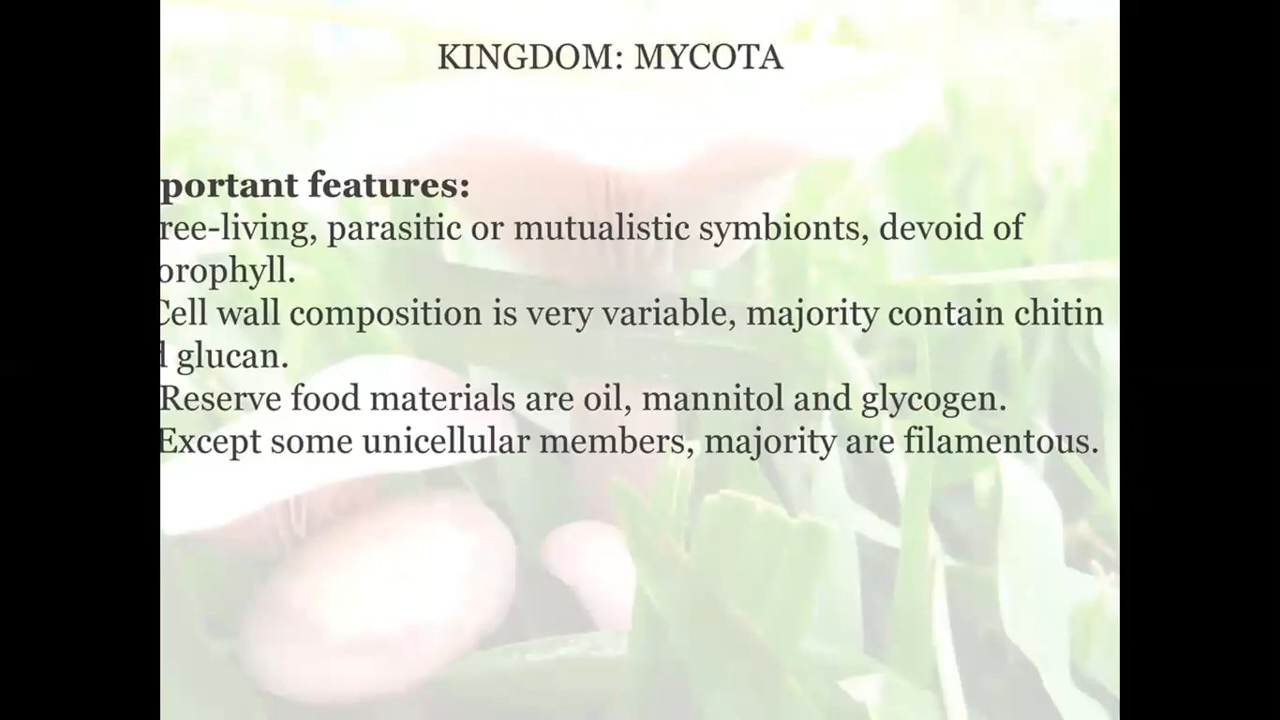 KINGDOM: MYCOTA
portant features:
ree-living, parasitic or mutualistic symbionts, devoid of
orophyll.
Cell wall composition is very variable, majority contain chitin
l glucan.
Reserve food materials are oil, mannitol and glycogen.
Except some unicellular members, majority are filamentous.